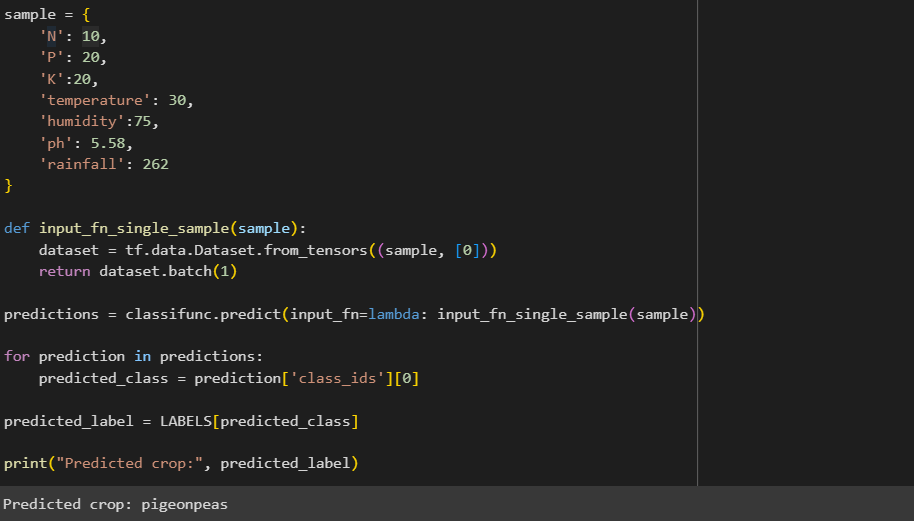 sample = {
    'N': 10,
    'P': 20,
    'K':20,
    'temperature': 30,
    'humidity':75,
    'ph': 5.58,
    'rainfall': 262
}
def input_fn_single_sample(sample):
    dataset = tf.data.Dataset.from_tensors((sample, [0]))
    return dataset.batch(1)
predictions = classifunc.predict(input_fn=lambda: input_fn_single_sample(sample))
for prediction in predictions:
    predicted_class = prediction['class_ids'][0]
predicted_label = LABELS[predicted_class]
print("Predicted crop:", predicted_label)
Predicted crop: pigeonpeas